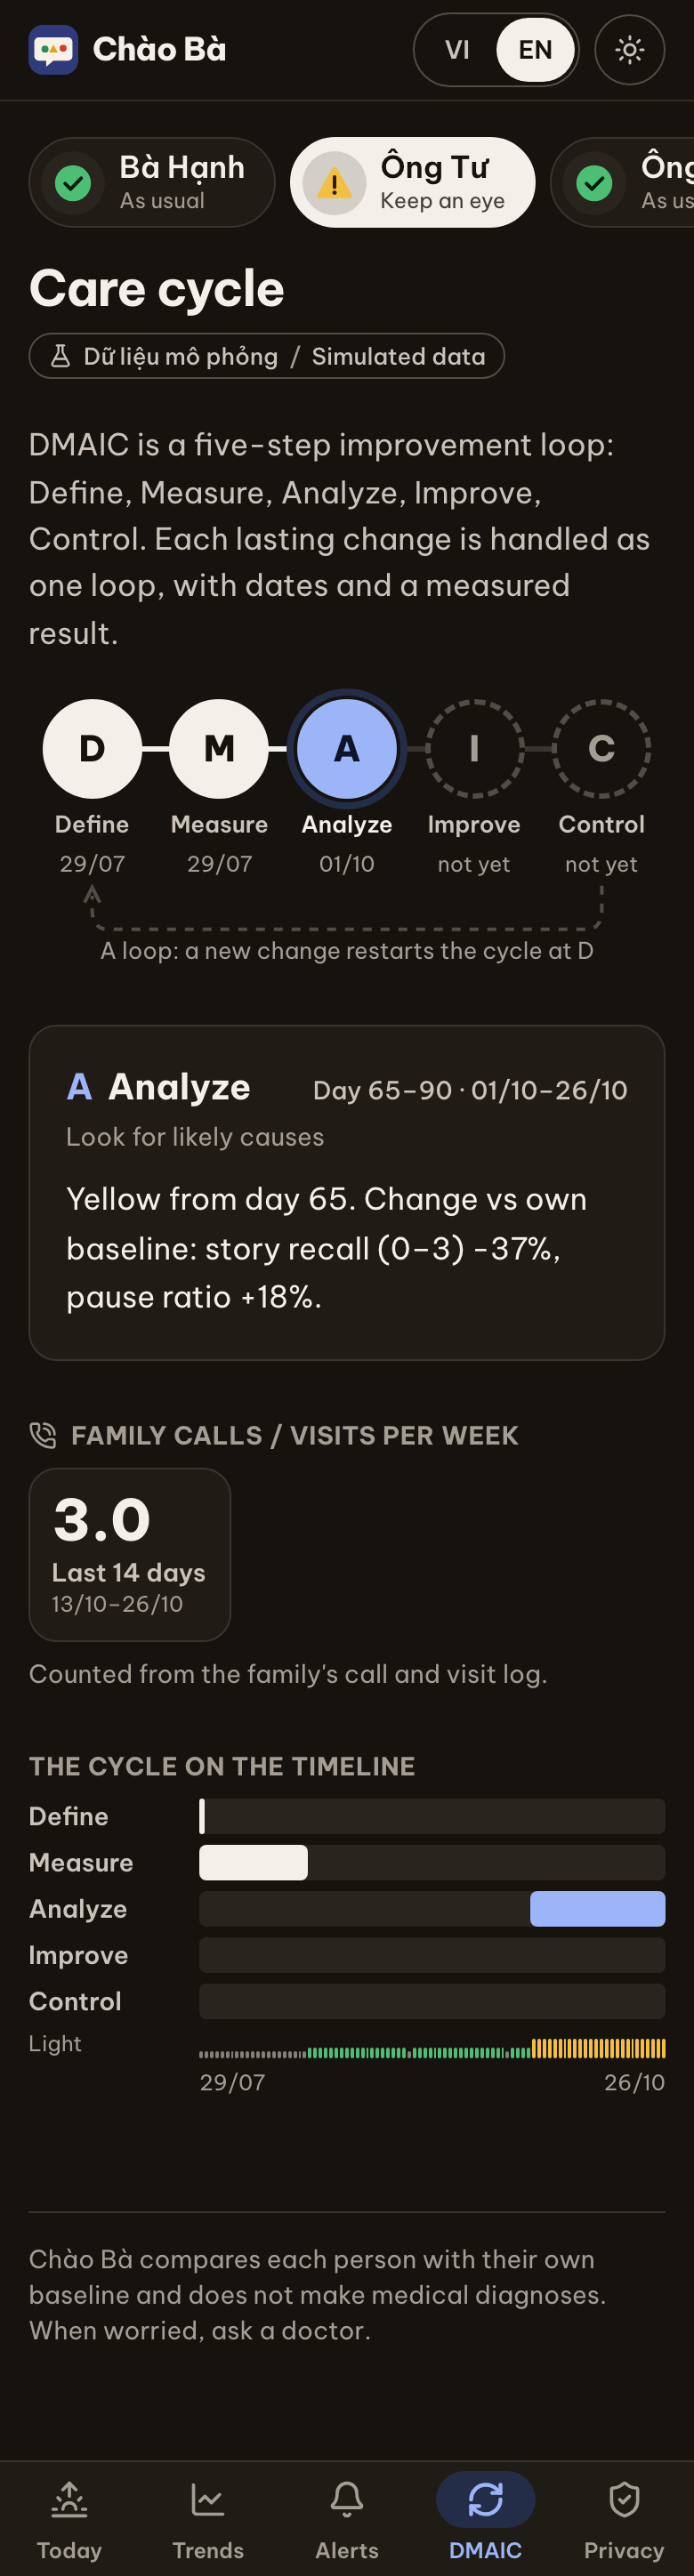 Chào Bà
VI
EN
Bà Hạnh
As usual
Ông Tư
Keep an eye
Ông
As us
Care cycle
Dữ liệu mô phỏng / Simulated data
DMAIC is a five-step improvement loop:
Define, Measure, Analyze, Improve,
Control. Each lasting change is handled as
one loop, with dates and a measured
result.
D
M
A
I
C
Define
Measure
Analyze
Improve
Control
29/07
29/07
01/10
not yet
not yet
A loop: a new change restarts the cycle at D
A Analyze
Day 65–90 · 01/10–26/10
Look for likely causes
Yellow from day 65. Change vs own
baseline: story recall (0–3) -37%,
pause ratio +18%.
FAMILY CALLS / VISITS PER WEEK
3.0
Last 14 days
13/10–26/10
Counted from the family's call and visit log.
THE CYCLE ON THE TIMELINE
Define
Measure
Analyze
Improve
Control
Light
29/07
26/10
Chào Bà compares each person with their own
baseline and does not make medical diagnoses.
When worried, ask a doctor.
Today
Trends
Alerts
DMAIC
Privacy